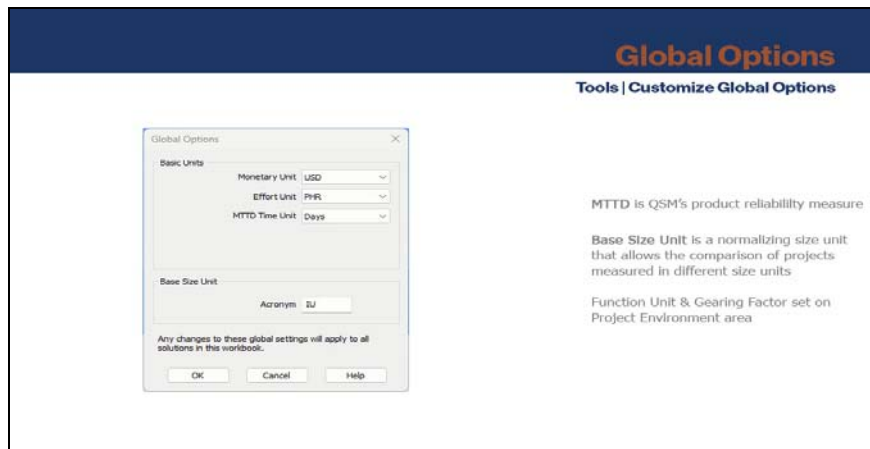 Global Options
Tools | Customize Global Options
Global Options
Basic Units
Monetary Unit USD
Effort Unit PHR
MTTD Time Unit Days
Base Size Unit
Acronym IU
Any changes to these global settings will apply to all
solutions in this workbook.
OK Cancel Help
MTTD is QSM's product reliabililty measure
Base Size Unit is a normalizing size unit
that allows the comparison of projects
measured in different size units
Function Unit & Gearing Factor set on
Project Environment area